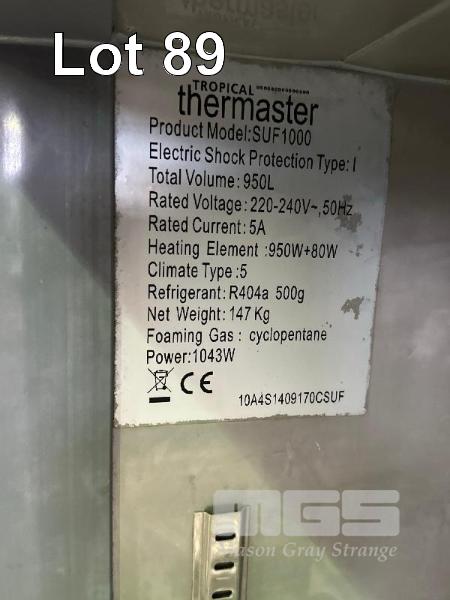 Lot 89
TROPICAL
thermaster
Product Model:SUF1000
Electric Shock Protection Type: I
Total Volume: 950L
Rated Voltage: 220-240V~,50Hz
Rated Current: 5A
Heating Element :950W+80W
Climate Type: 5
Refrigerant: R404a 500g
Net Weight: 147 Kg
Foaming Gas: cyclopentane
Power:1043W
CE
10A4S1409170CSUF
MGS
Mason Gray Strange